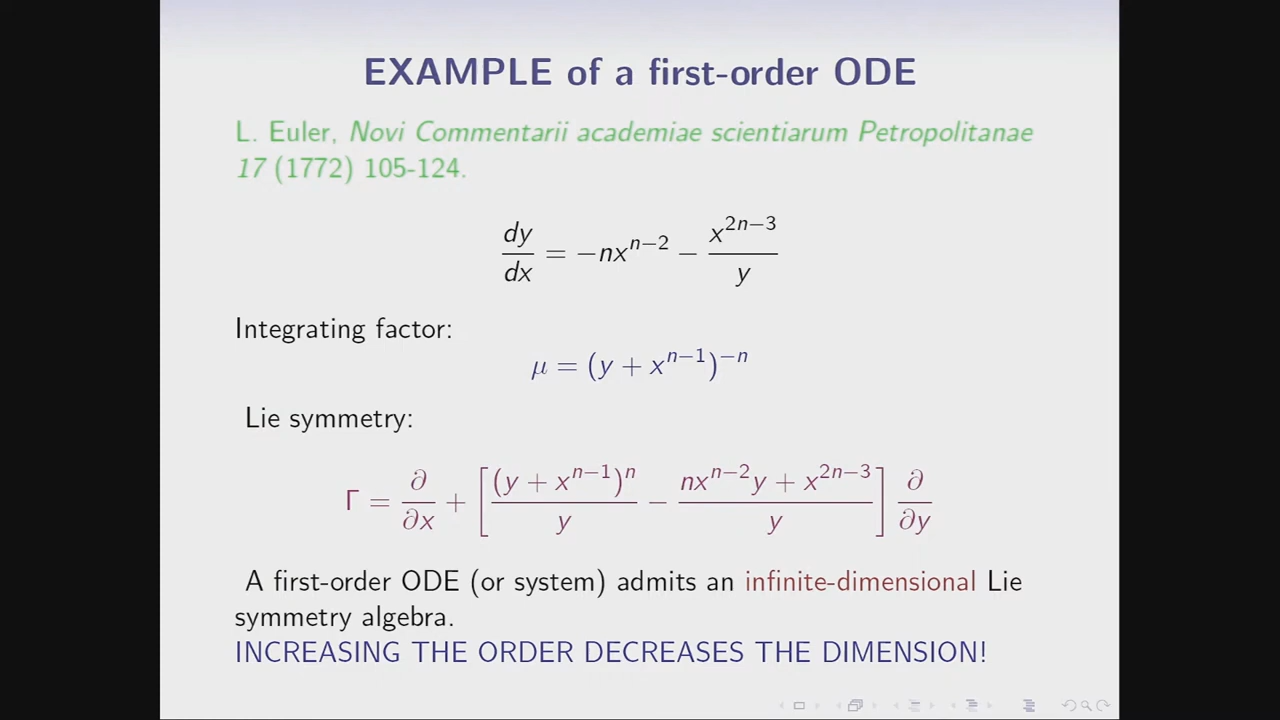 EXAMPLE of a first-order ODE
L. Euler, Novi Commentarii academiae scientiarum Petropolitanae
17 (1772) 105-124.
dy/dx = −nx^{n−2} − x^{2n−3}/y
Integrating factor:
μ = (y + x^{n−1})^{−n}
Lie symmetry:
Γ = ∂/∂x + [(y + x^{n−1})^n/y − (nx^{n−2}y + x^{2n−3})/y] ∂/∂y
A first-order ODE (or system) admits an infinite-dimensional Lie
symmetry algebra.
INCREASING THE ORDER DECREASES THE DIMENSION!